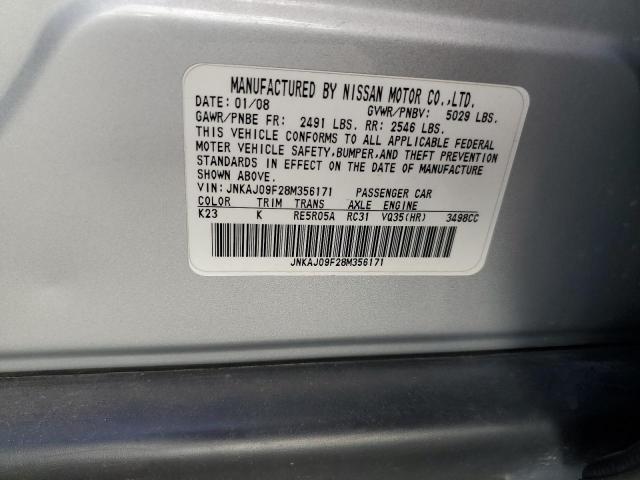 MANUFACTURED BY NISSAN MOTOR CO.,LTD.
DATE: 01/08 GVWR/PNBV: 5029 LBS.
GAWR/PNBE FR: 2491 LBS. RR: 2546 LBS.
THIS VEHICLE CONFORMS TO ALL APPLICABLE FEDERAL
MOTER VEHICLE SAFETY,BUMPER,AND THEFT PREVENTION
STANDARDS IN EFFECT ON THE DATE OF MANUFACTURE
SHOWN ABOVE.
VIN: JNKAJ09F28M356171 PASSENGER CAR
COLOR TRIM TRANS AXLE ENGINE
K23 K RE5R05A RC31 VQ35(HR) 3498CC
JNKAJ09F28M356171